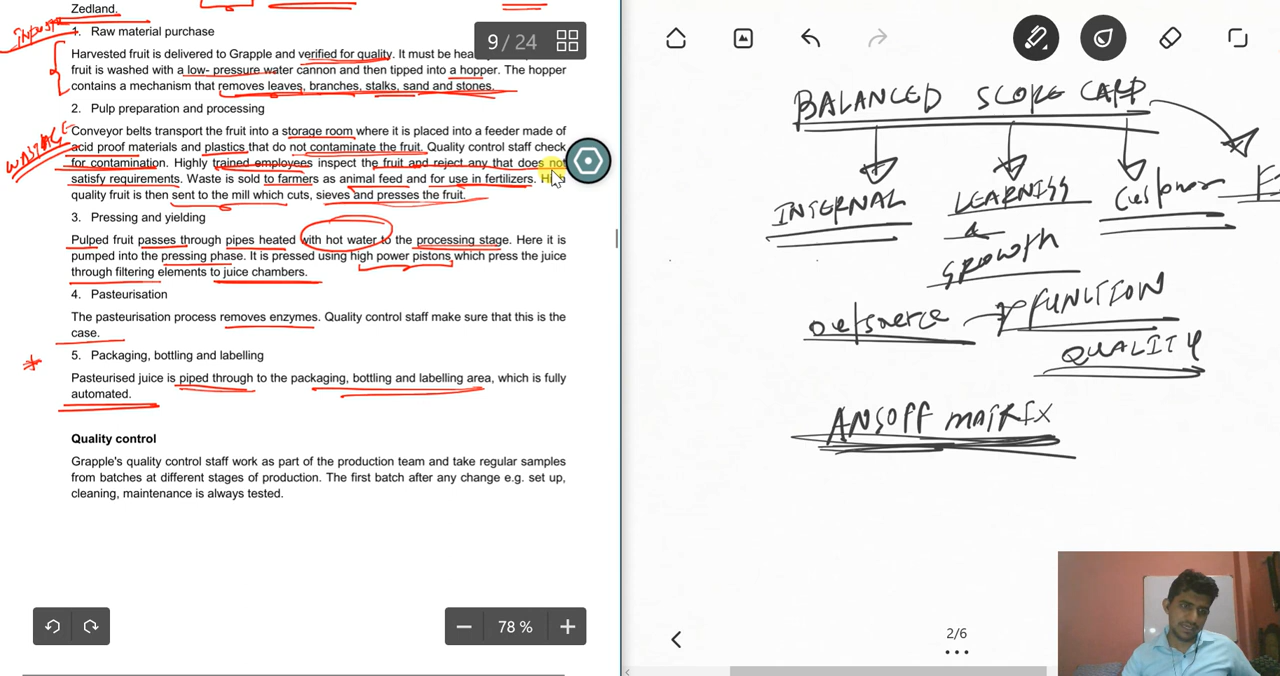 Zedland.
inputs
1. Raw material purchase
Harvested fruit is delivered to Grapple and verified for quality. It must be hea
fruit is washed with a low- pressure water cannon and then tipped into a hopper. The hopper
contains a mechanism that removes leaves, branches, stalks, sand and stones.
2. Pulp preparation and processing
WASTAGE
Conveyor belts transport the fruit into a storage room where it is placed into a feeder made of
acid proof materials and plastics that do not contaminate the fruit. Quality control staff check
for contamination. Highly trained employees inspect the fruit and reject any that does not
satisfy requirements. Waste is sold to farmers as animal feed and for use in fertilizers.
quality fruit is then sent to the mill which cuts, sieves and presses the fruit.
3. Pressing and yielding
Pulped fruit passes through pipes heated with hot water to the processing stage. Here it is
pumped into the pressing phase. It is pressed using high power pistons which press the juice
through filtering elements to juice chambers.
4. Pasteurisation
The pasteurisation process removes enzymes. Quality control staff make sure that this is the
case.
5. Packaging, bottling and labelling
Pasteurised juice is piped through to the packaging, bottling and labelling area, which is fully
automated.
Quality control
Grapple's quality control staff work as part of the production team and take regular samples
from batches at different stages of production. The first batch after any change e.g. set up,
cleaning, maintenance is always tested.
9 / 24
78 %
BALANCED SCORE CARD
INTERNAL
LEARNING
&
GROWTH
Customer
F
outsource
FUNCTION
QUALITY
ANSOFF MATRIX
2/6